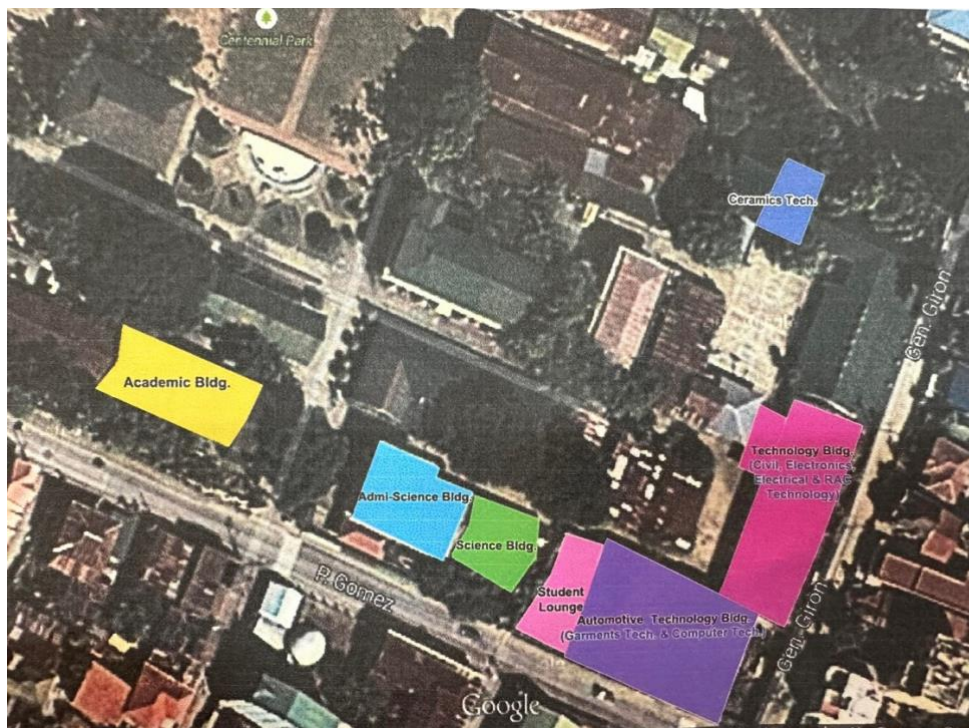 Centennial Park
Ceramics Tech.
Gen. Giron
Academic Bldg.
Technology Bldg.
(Civil, Electronics,
Electrical & RAC
Technology)
Admi-Science Bldg.
Science Bldg.
P. Gomez
Student
Lounge
Automotive Technology Bldg.
(Garments Tech. & Computer Tech.)
Gen. Giron
Google